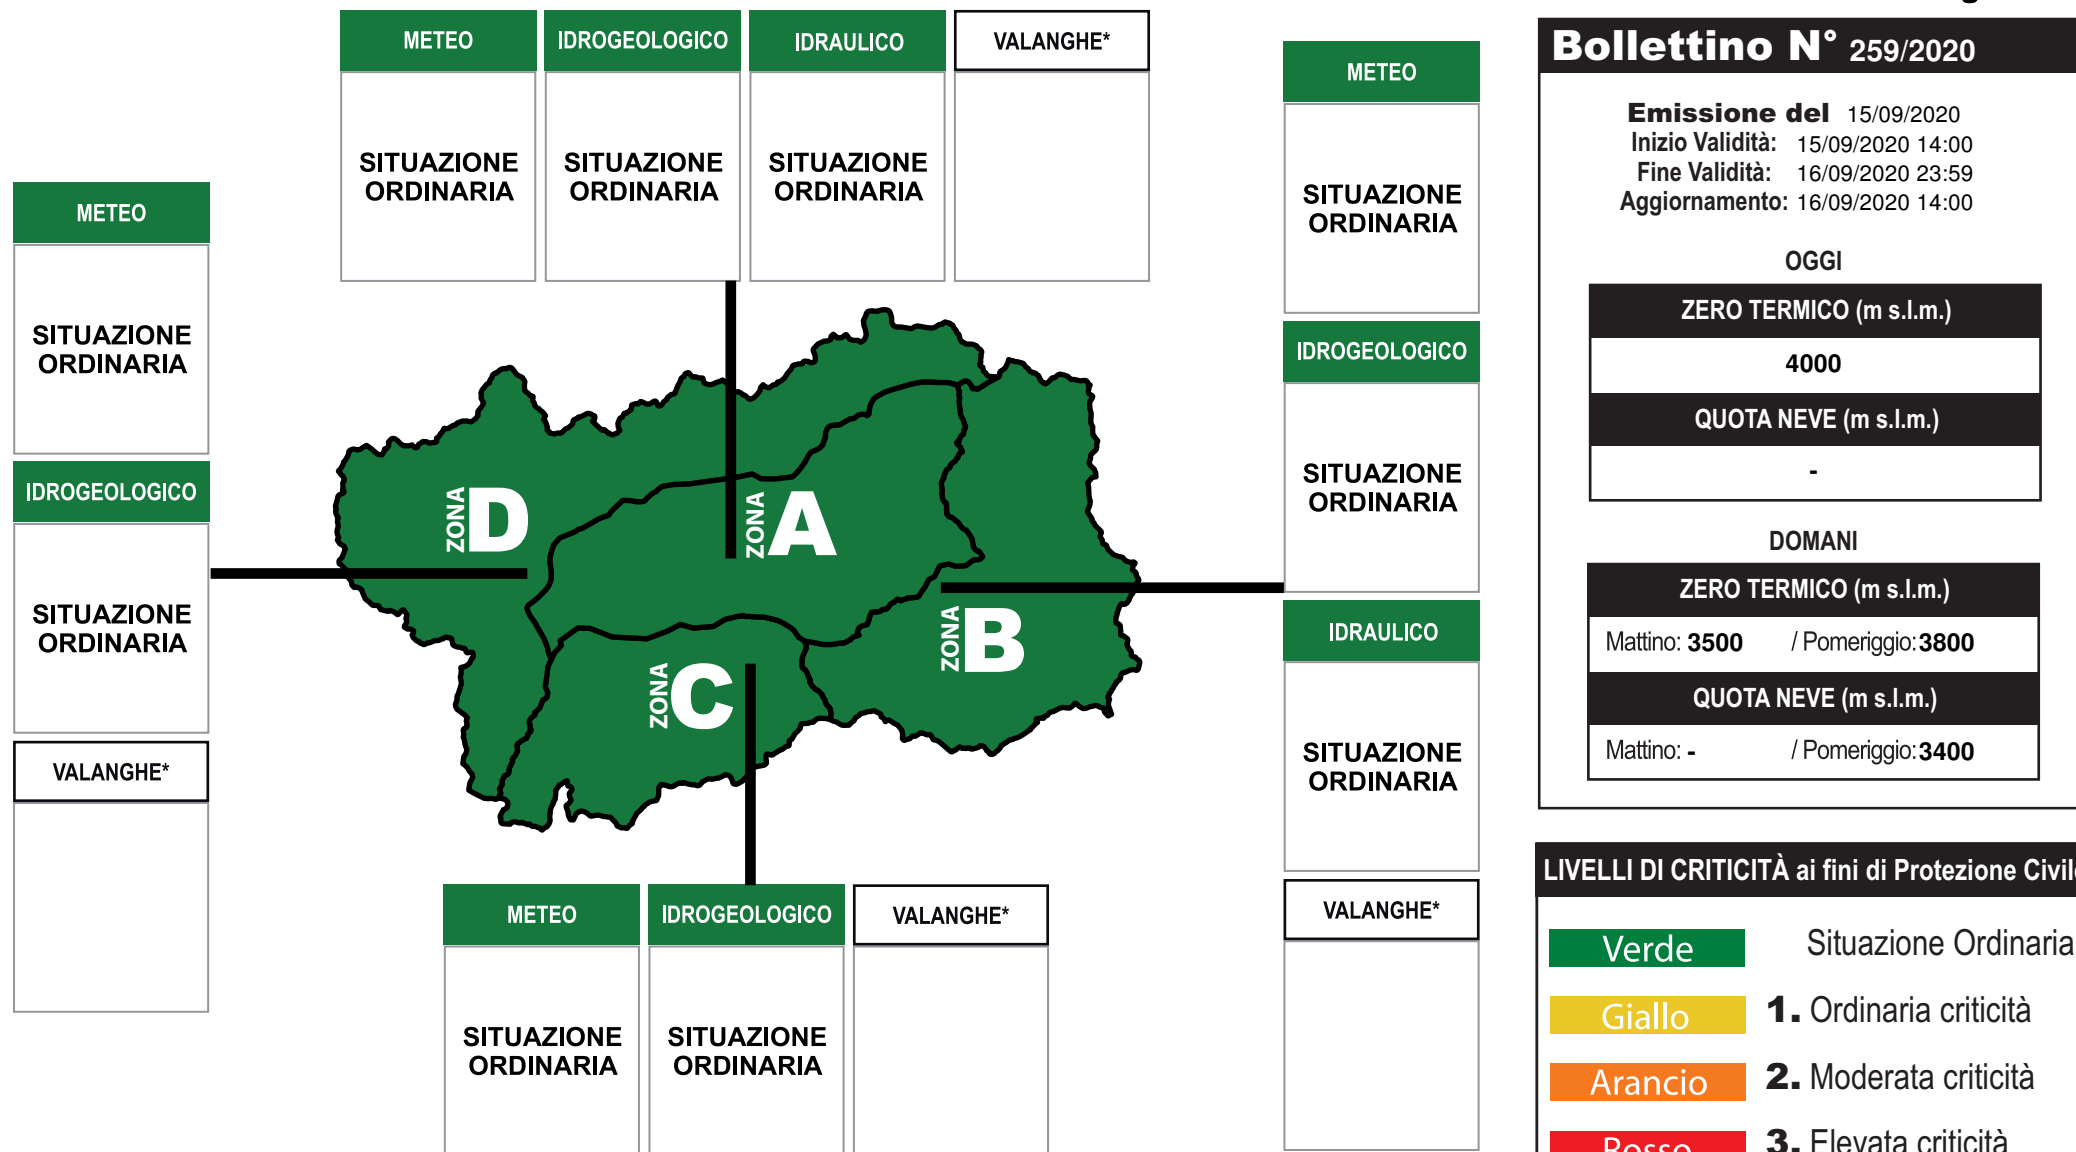 METEO IDROGEOLOGICO IDRAULICO VALANGHE*
SITUAZIONE ORDINARIA
SITUAZIONE ORDINARIA
SITUAZIONE ORDINARIA
METEO
SITUAZIONE
ORDINARIA
IDROGEOLOGICO
SITUAZIONE
ORDINARIA
VALANGHE*
ZONA D
ZONA A
ZONA B
ZONA C
METEO
SITUAZIONE
ORDINARIA
IDROGEOLOGICO
SITUAZIONE
ORDINARIA
IDRAULICO
SITUAZIONE
ORDINARIA
VALANGHE*
METEO IDROGEOLOGICO VALANGHE*
SITUAZIONE ORDINARIA
SITUAZIONE ORDINARIA
Bollettino N° 259/2020
Emissione del 15/09/2020
Inizio Validità: 15/09/2020 14:00
Fine Validità: 16/09/2020 23:59
Aggiornamento: 16/09/2020 14:00
OGGI
ZERO TERMICO (m s.l.m.)
4000
QUOTA NEVE (m s.l.m.)
-
DOMANI
ZERO TERMICO (m s.l.m.)
Mattino: 3500 / Pomeriggio: 3800
QUOTA NEVE (m s.l.m.)
Mattino: - / Pomeriggio: 3400
LIVELLI DI CRITICITÀ ai fini di Protezione Civile
Verde Situazione Ordinaria
Giallo 1. Ordinaria criticità
Arancio 2. Moderata criticità
Rosso 3. Elevata criticità